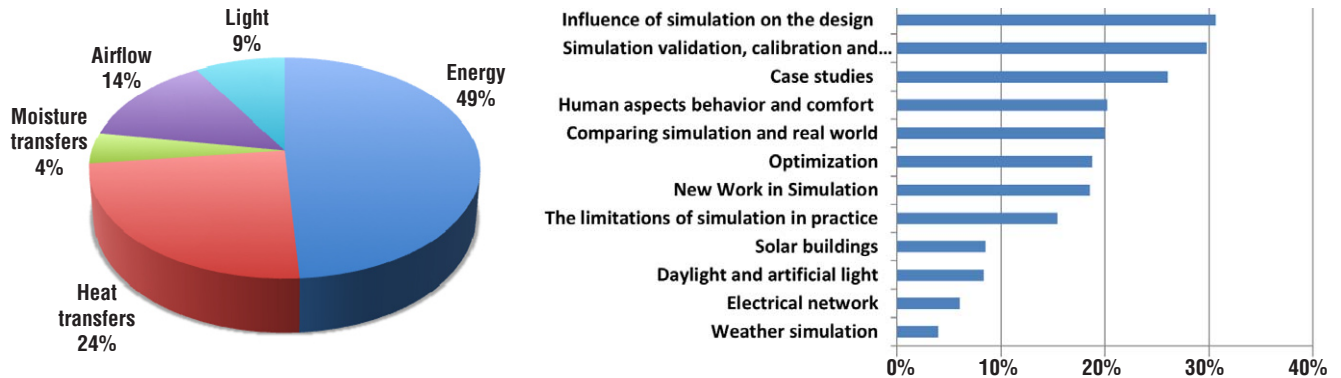 Light
9%
Airflow
14%
Energy
49%
Moisture
transfers
4%
Heat
transfers
24%
Influence of simulation on the design
Simulation validation, calibration and...
Case studies
Human aspects behavior and comfort
Comparing simulation and real world
Optimization
New Work in Simulation
The limitations of simulation in practice
Solar buildings
Daylight and artificial light
Electrical network
Weather simulation
0% 10% 20% 30% 40%